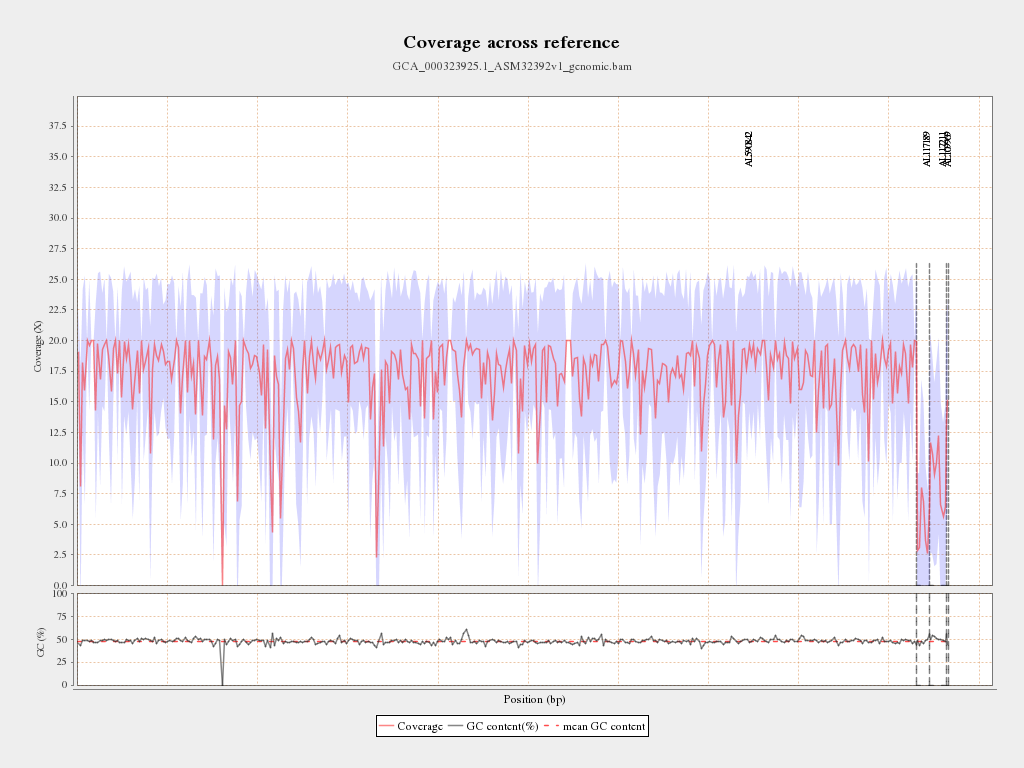 Coverage across reference
GCA_000323925.1_ASM32392v1_genomic.bam
37.5
35.0
32.5
30.0
27.5
25.0
22.5
20.0
17.5
15.0
12.5
10.0
7.5
5.0
2.5
0.0
Coverage (X)
AL590842
AL117189
AL117211
AL109969
100
75
50
25
0
GC (%)
Position (bp)
Coverage GC content(%) mean GC content